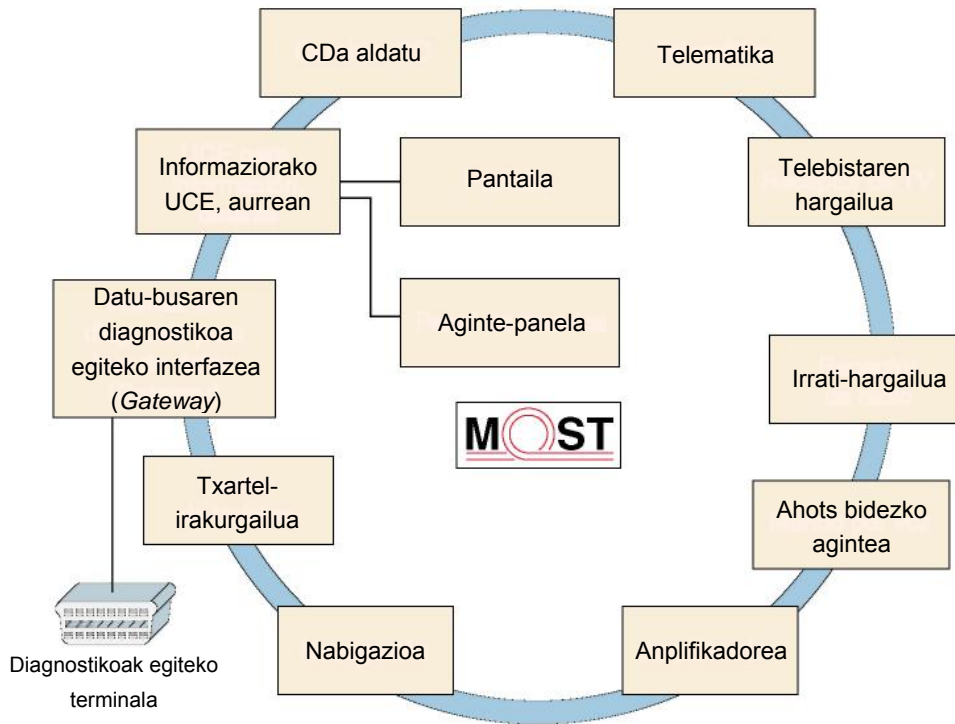 CDa aldatu
Telematika
Informaziorako
UCE, aurrean
Pantaila
Telebistaren
hargailua
Datu-busaren
diagnostikoa
egiteko interfazea
(Gateway)
Aginte-panela
Irrati-hargailua
MOST
Txartel-
irakurgailua
Ahots bidezko
agintea
Nabigazioa
Anplifikadorea
Diagnostikoak egiteko
terminala